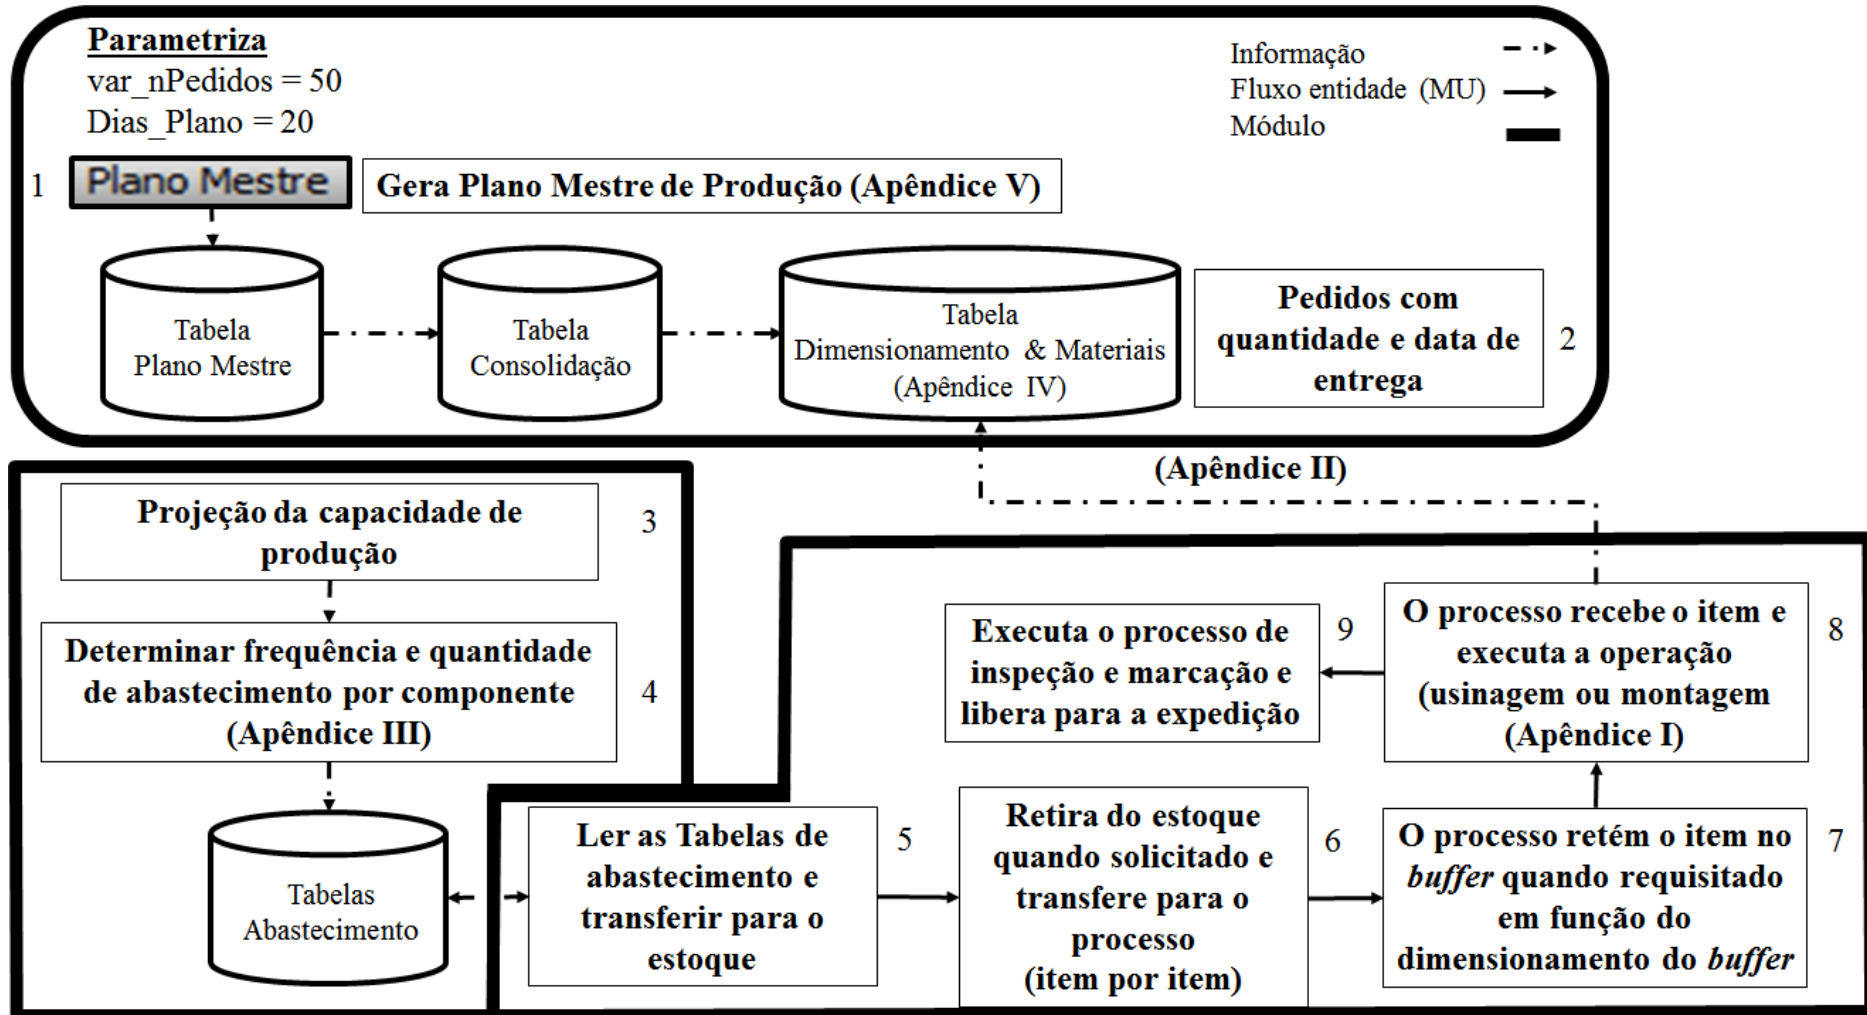 Parametriza
var_nPedidos = 50
Dias_Plano = 20
Informação
Fluxo entidade (MU)
Módulo
1
Plano Mestre
Gera Plano Mestre de Produção (Apêndice V)
Tabela
Plano Mestre
Tabela
Consolidação
Tabela
Dimensionamento & Materiais
(Apêndice IV)
Pedidos com
quantidade e data de
entrega
2
(Apêndice II)
Projeção da capacidade de
produção
3
Determinar frequência e quantidade
de abastecimento por componente
(Apêndice III)
4
Tabelas
Abastecimento
Ler as Tabelas de
abastecimento e
transferir para o
estoque
5
Retira do estoque
quando solicitado e
transfere para o
processo
(item por item)
6
O processo retém o item no
buffer quando requisitado
em função do
dimensionamento do buffer
7
O processo recebe o item e
executa a operação
(usinagem ou montagem
(Apêndice I)
8
Executa o processo de
inspeção e marcação e
libera para a expedição
9